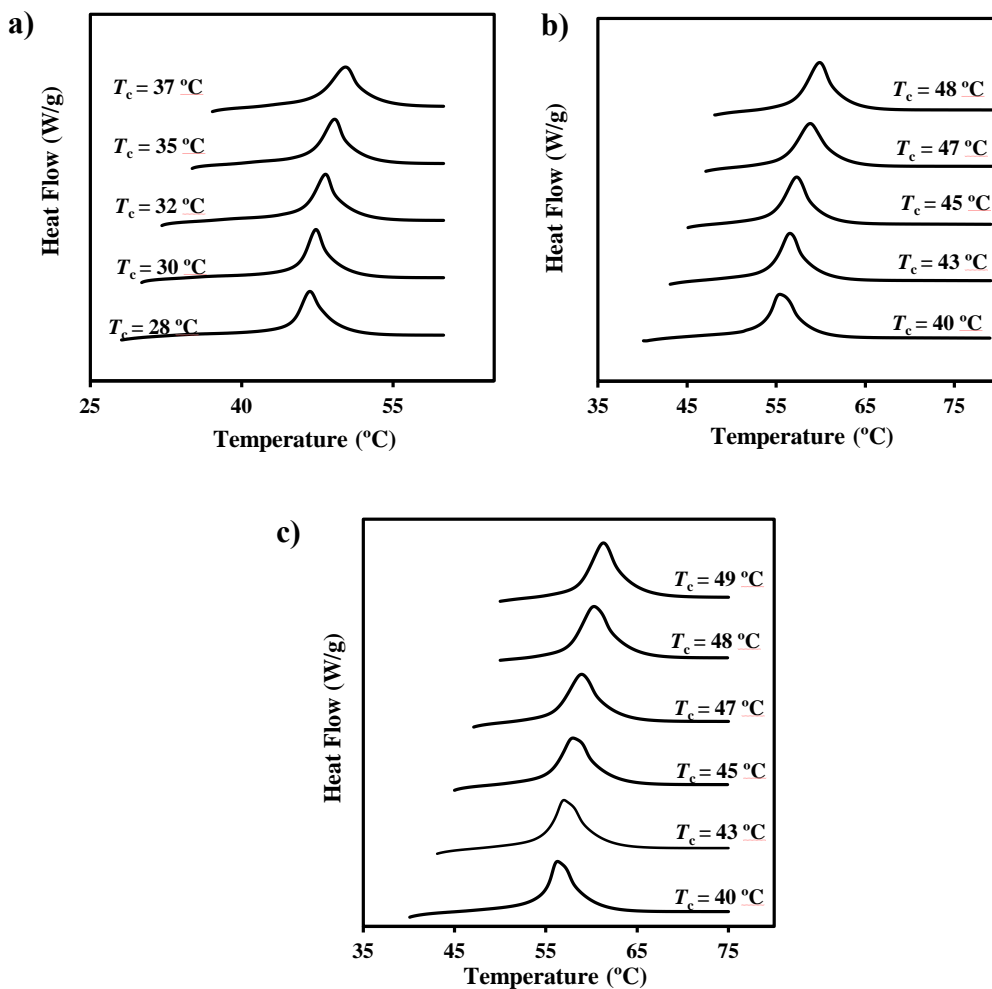 a)
Heat Flow (W/g)
T_c = 37 ºC
T_c = 35 ºC
T_c = 32 ºC
T_c = 30 ºC
T_c = 28 ºC
25 40 55
Temperature (ºC)
b)
Heat Flow (W/g)
T_c = 48 ºC
T_c = 47 ºC
T_c = 45 ºC
T_c = 43 ºC
T_c = 40 ºC
35 45 55 65 75
Temperature (ºC)
c)
Heat Flow (W/g)
T_c = 49 ºC
T_c = 48 ºC
T_c = 47 ºC
T_c = 45 ºC
T_c = 43 ºC
T_c = 40 ºC
35 45 55 65 75
Temperature (ºC)